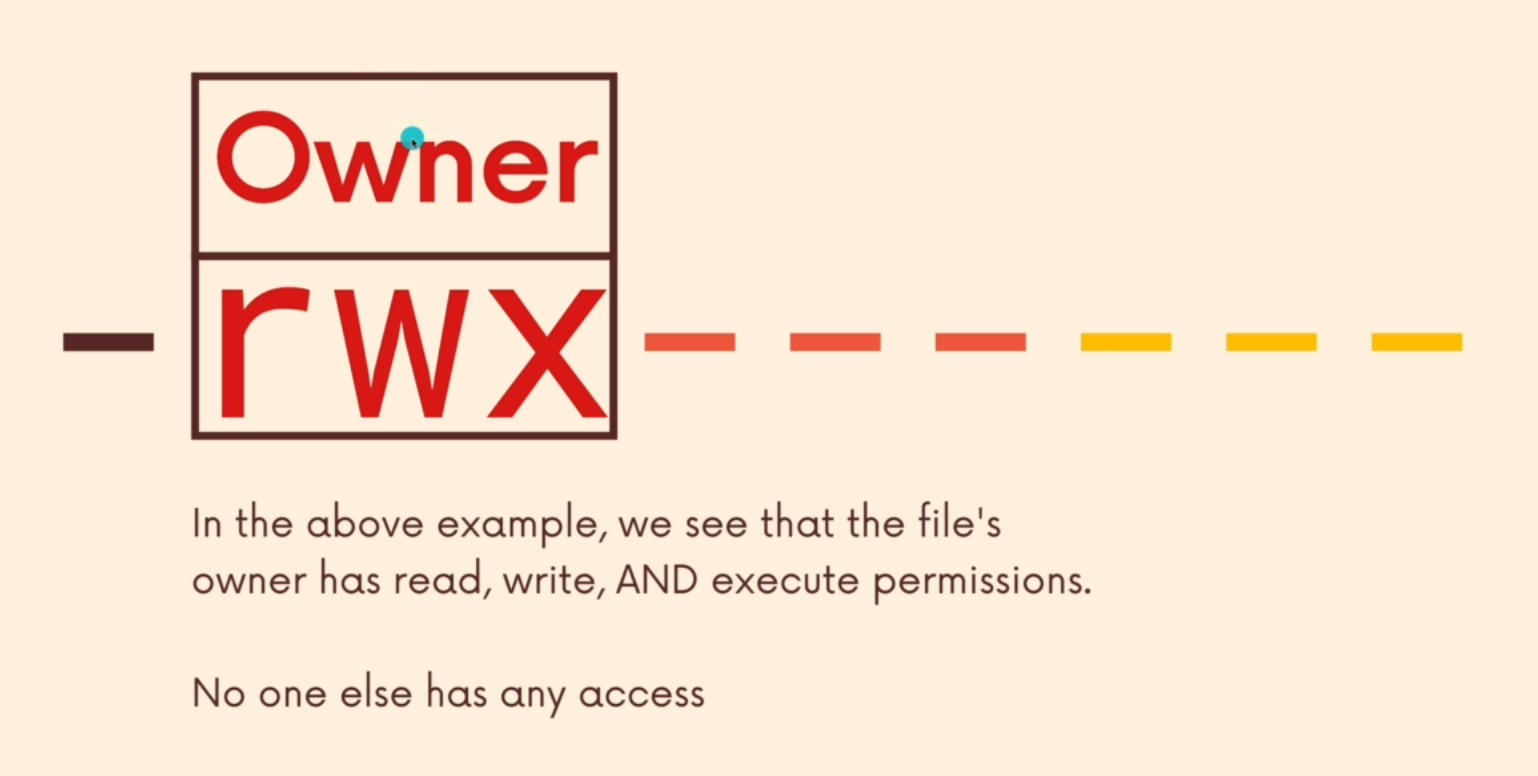 Owner
- rwx - - - - - -
In the above example, we see that the file's
owner has read, write, AND execute permissions.
No one else has any access